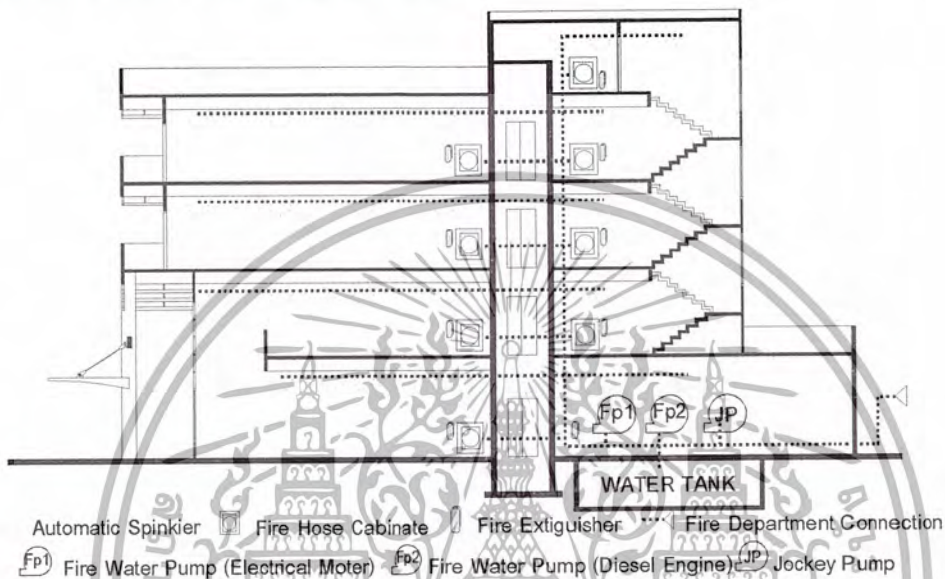 Fp1 Fp2 JP
WATER TANK
Automatic Spinkier Fire Hose Cabinate Fire Extiguisher Fire Department Connection
Fp1 Fire Water Pump (Electrical Moter) Fp2 Fire Water Pump (Diesel Engine) JP Jockey Pump